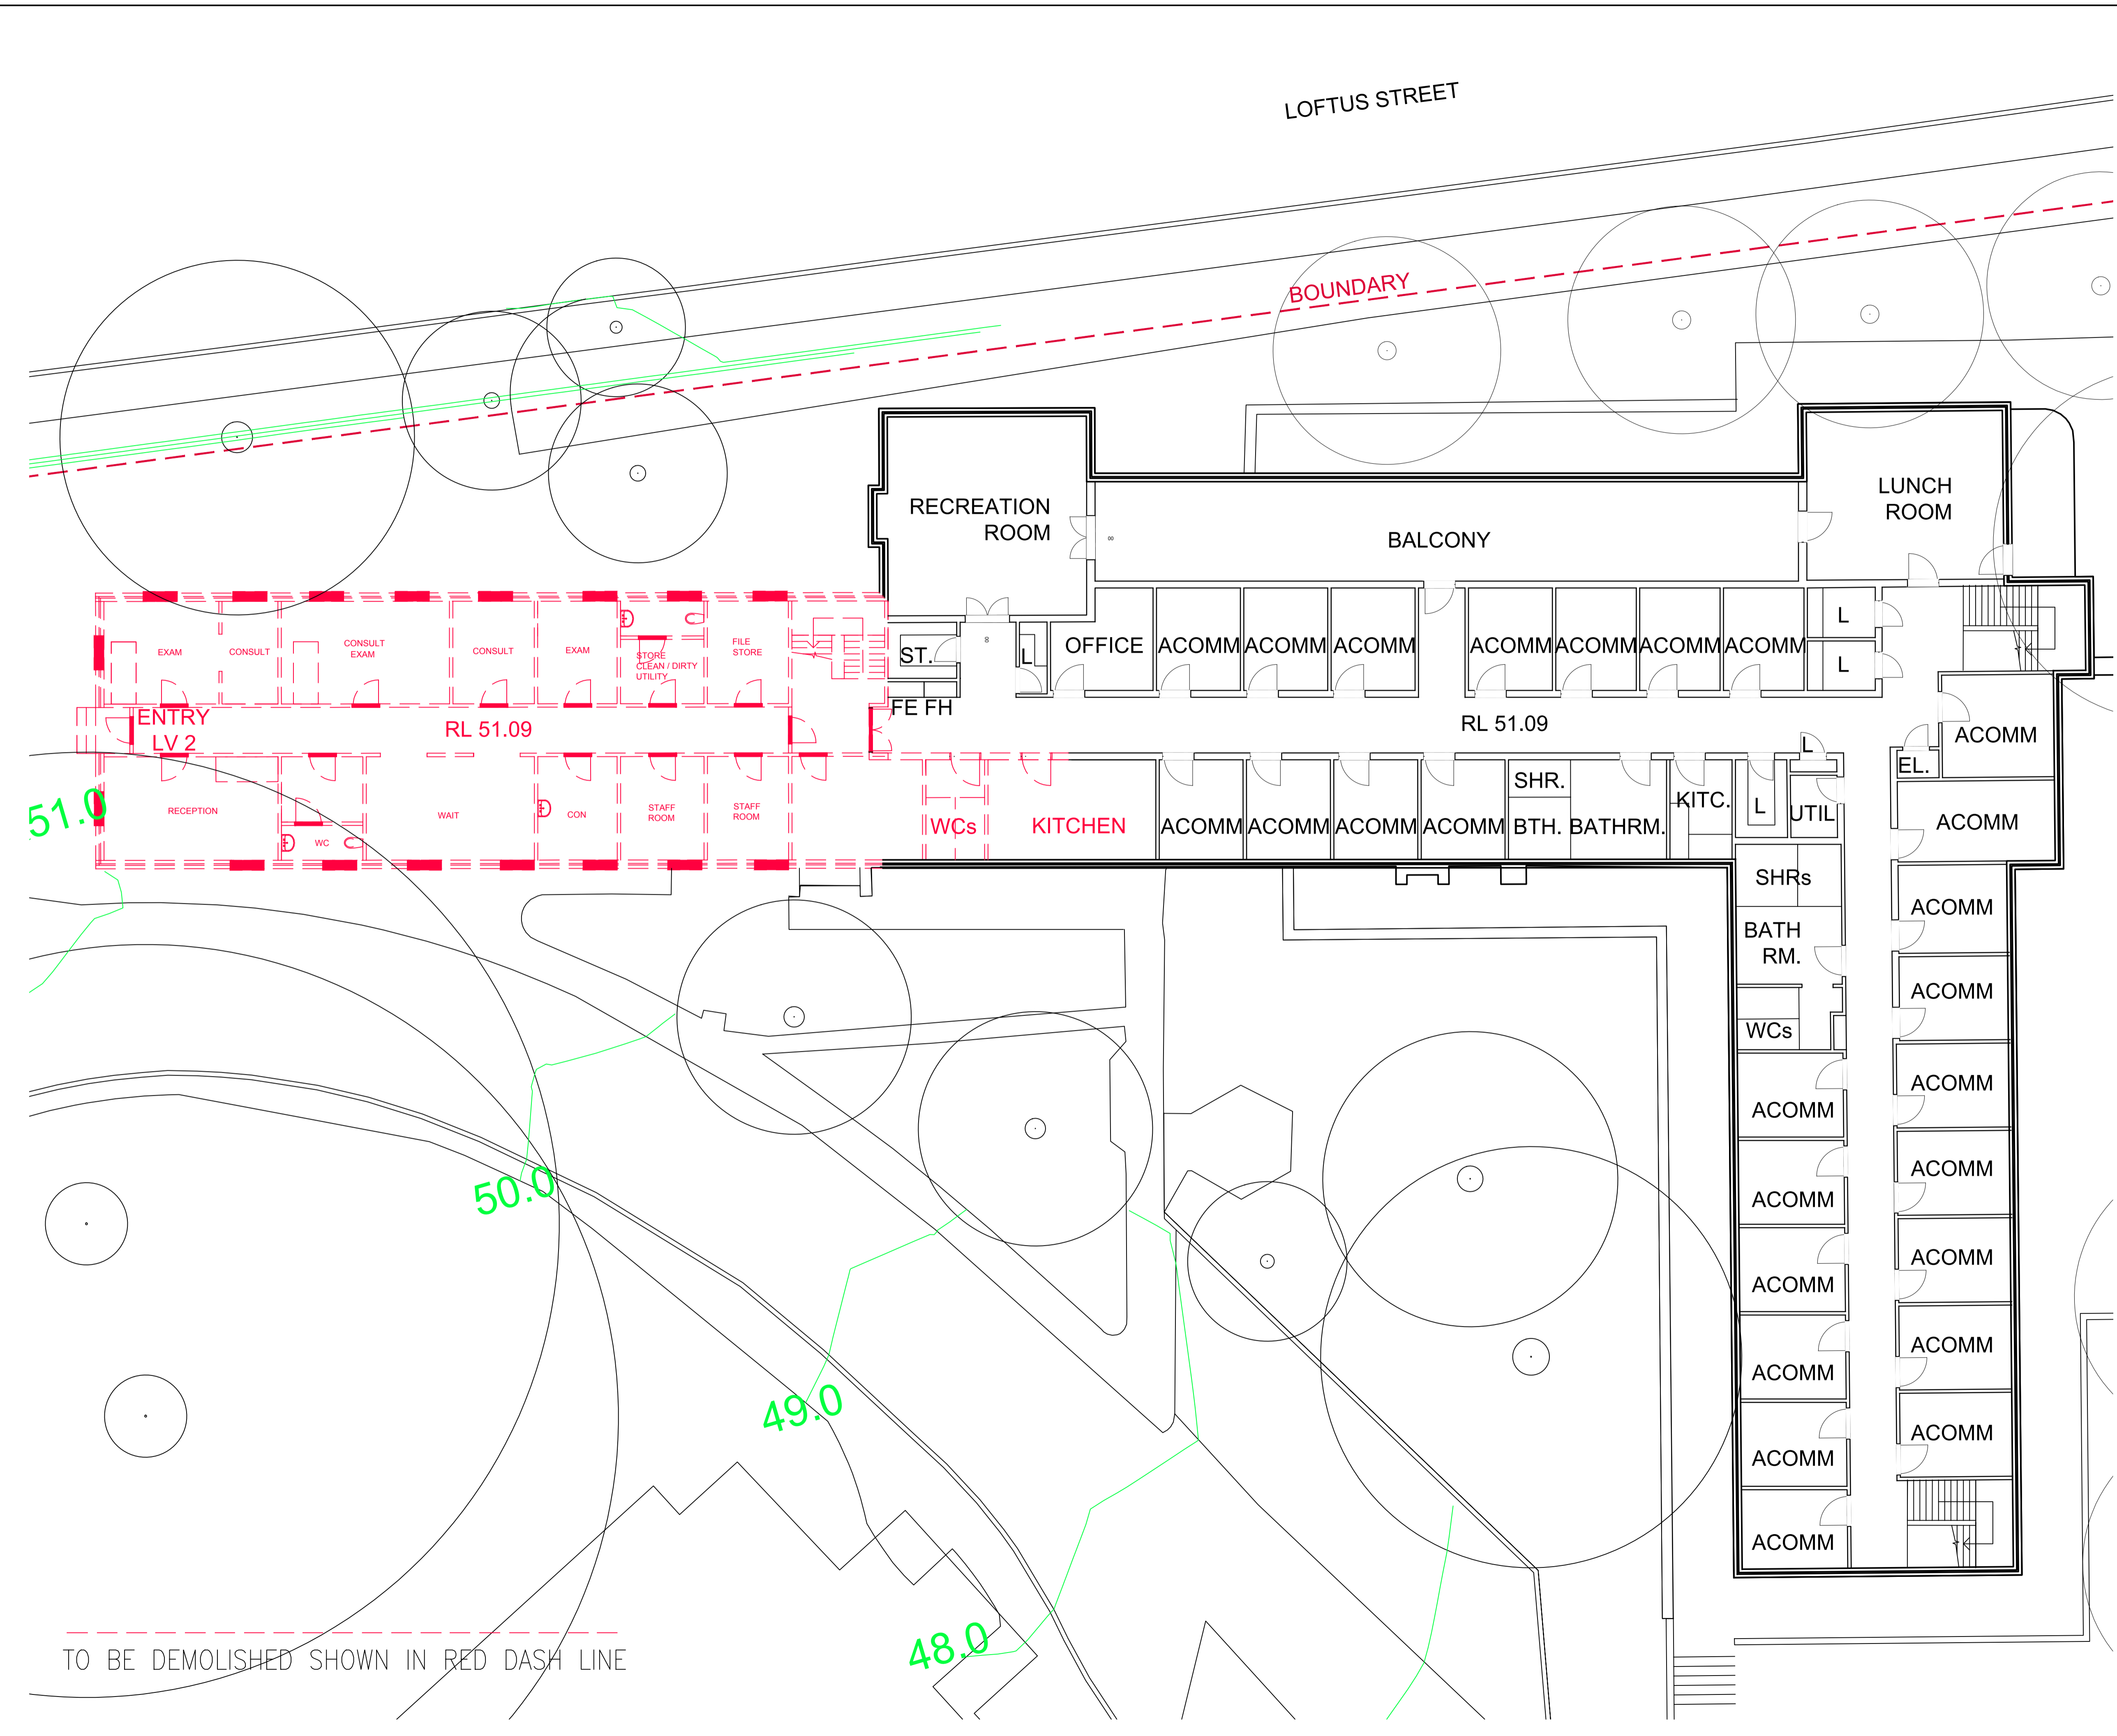 LOFTUS STREET
BOUNDARY
RECREATION
ROOM
BALCONY
LUNCH
ROOM
EXAM
CONSULT
CONSULT
EXAM
CONSULT
EXAM
STORE
CLEAN / DIRTY
UTILITY
FILE
STORE
ST.
L
OFFICE
ACOMM
ACOMM
ACOMM
ACOMM
ACOMM
ACOMM
ACOMM
L
L
ENTRY
LV 2
RL 51.09
FE FH
RL 51.09
L
EL.
ACOMM
51.0
RECEPTION
WC
WAIT
CON
STAFF
ROOM
STAFF
ROOM
WCs
KITCHEN
ACOMM
ACOMM
ACOMM
ACOMM
SHR.
BTH.
BATHRM.
KITC.
L
UTIL
ACOMM
SHRs
ACOMM
BATH
RM.
ACOMM
WCs
ACOMM
ACOMM
ACOMM
ACOMM
ACOMM
ACOMM
ACOMM
ACOMM
ACOMM
ACOMM
ACOMM
ACOMM
50.0
49.0
48.0
TO BE DEMOLISHED SHOWN IN RED DASH LINE